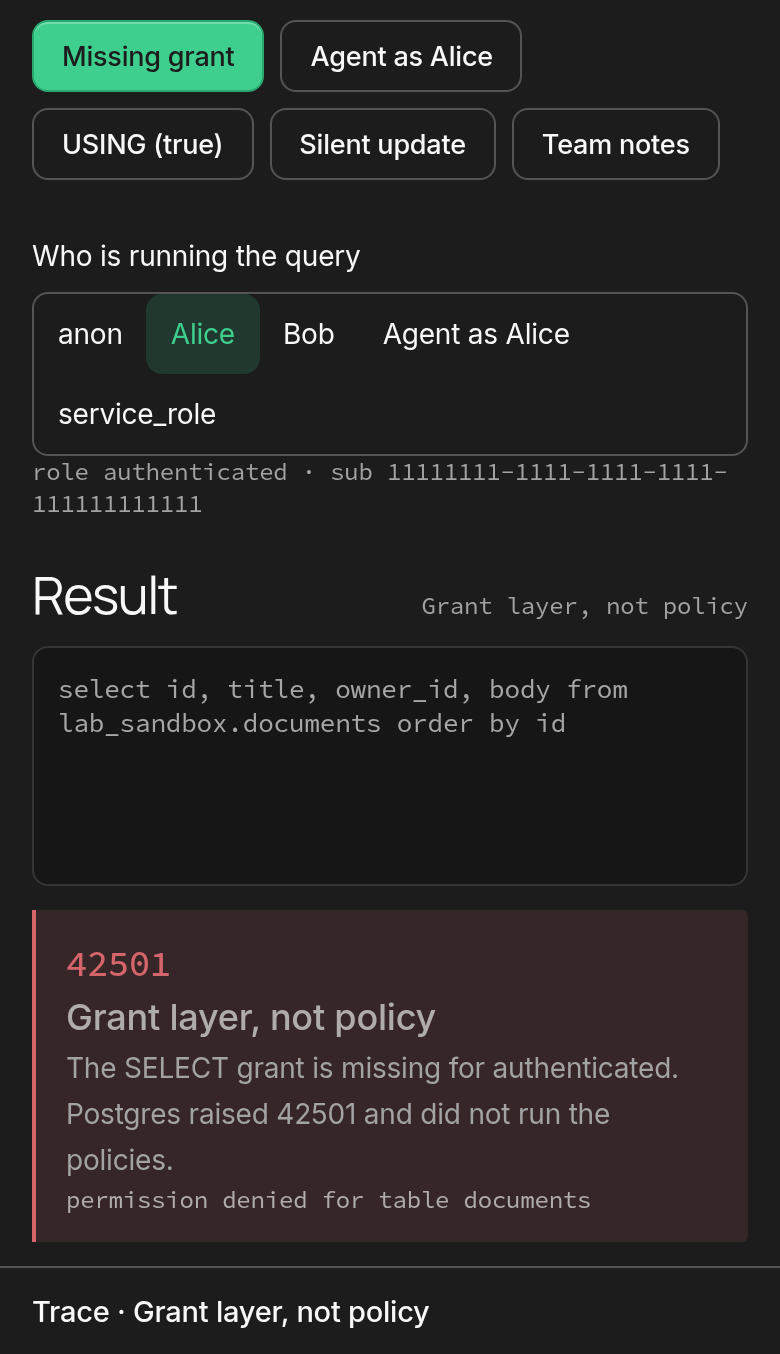 Missing grant
Agent as Alice
USING (true)
Silent update
Team notes
Who is running the query
anon
Alice
Bob
Agent as Alice
service_role
role authenticated · sub 11111111-1111-1111-1111-
111111111111
Result
Grant layer, not policy
select id, title, owner_id, body from
lab_sandbox.documents order by id
42501
Grant layer, not policy
The SELECT grant is missing for authenticated.
Postgres raised 42501 and did not run the
policies.
permission denied for table documents
Trace · Grant layer, not policy